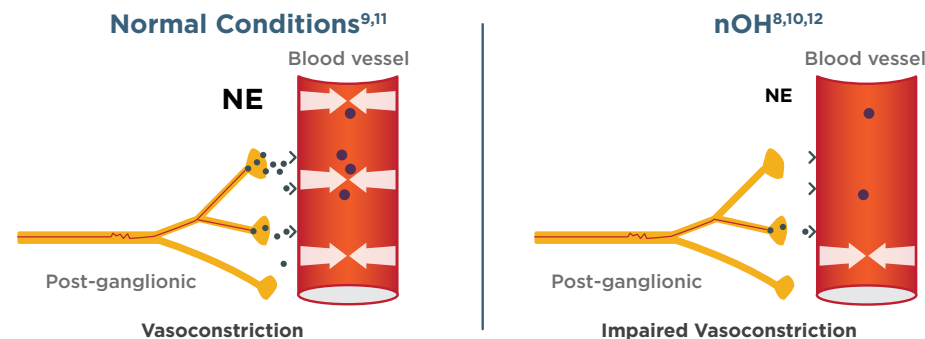 Normal Conditions9,11
Blood vessel
NE
Post-ganglionic
Vasoconstriction
nOH8,10,12
Blood vessel
NE
Post-ganglionic
Impaired Vasoconstriction